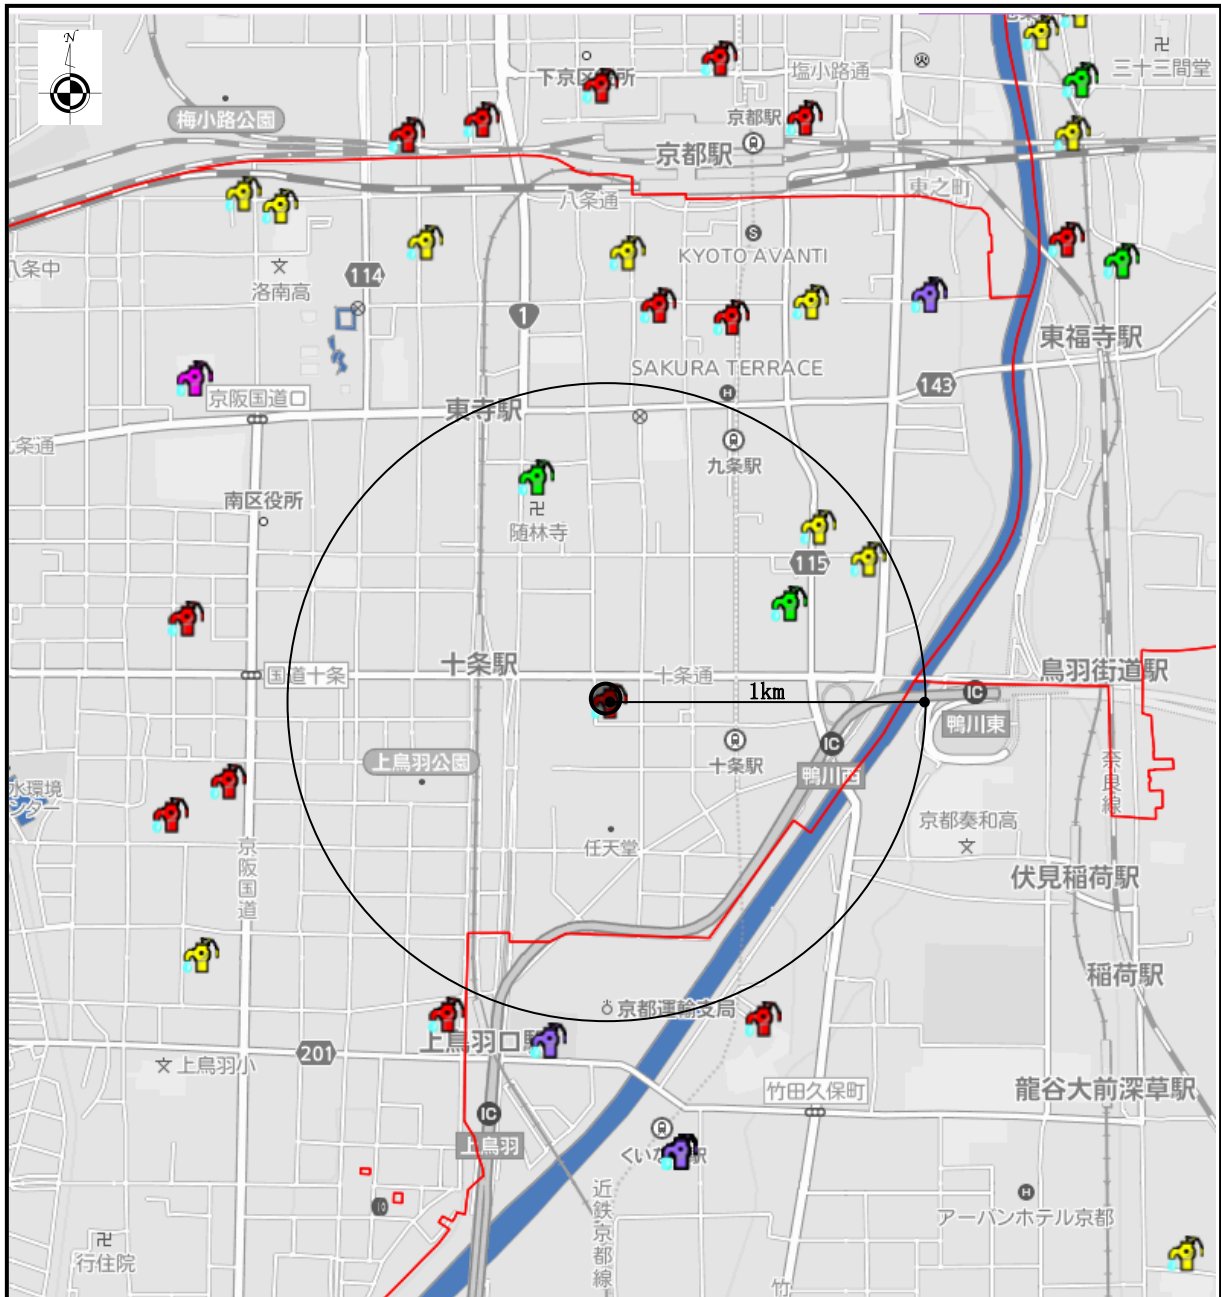 N
下京区役所
塩小路通
三十三間堂
梅小路公園
京都駅
京都駅
東之町
八条通
八条中
KYOTO AVANTI
洛南高
114
1
東福寺駅
SAKURA TERRACE
143
京阪国道口
東寺駅
九条通
九条駅
南区役所
随林寺
115
十条駅
国道十条
十条通
鳥羽街道駅
1km
IC
鴨川東
上鳥羽公園
十条駅
IC
鴨川西
奈良線
水環境
ンター
京都奏和高
任天堂
京阪国道
伏見稲荷駅
稲荷駅
京都運輸支局
上鳥羽口駅
201
上鳥羽小
竹田久保町
龍谷大前深草駅
IC
上鳥羽
くいな 駅
近鉄京都線
アーバンホテル京都
行住院
竹